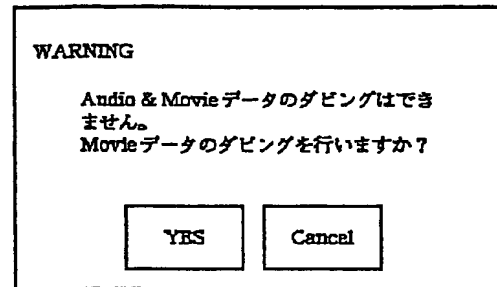 WARNING
Audio & Movieデータのダビングはでき
ません。
Movieデータのダビングを行いますか？
YES
Cancel